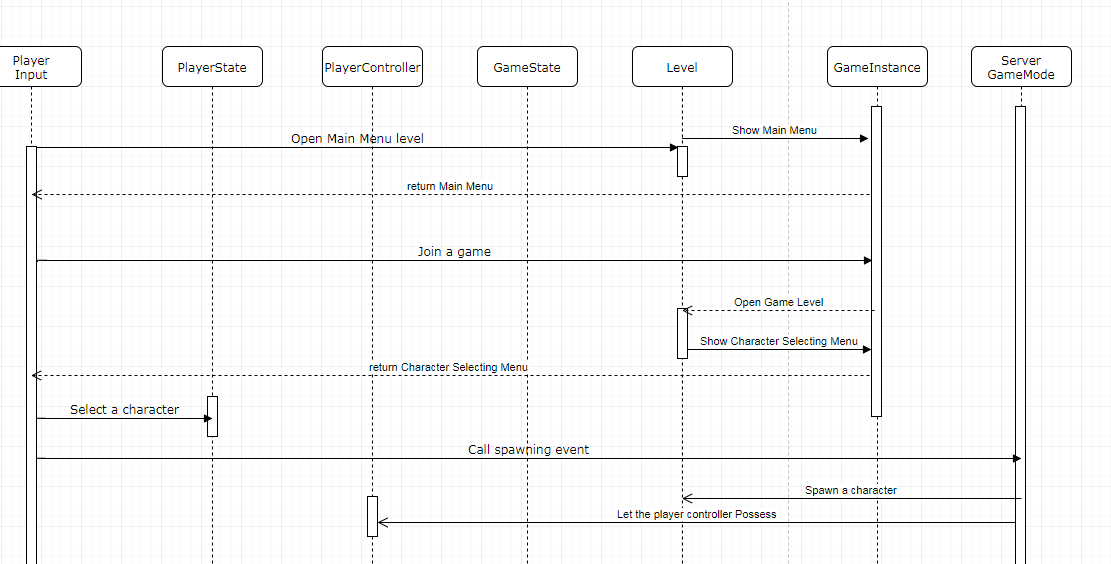 Player
Input
PlayerState
PlayerController
GameState
Level
GameInstance
Server
GameMode
Show Main Menu
Open Main Menu level
return Main Menu
Join a game
Open Game Level
Show Character Selecting Menu
return Character Selecting Menu
Select a character
Call spawning event
Spawn a character
Let the player controller Possess